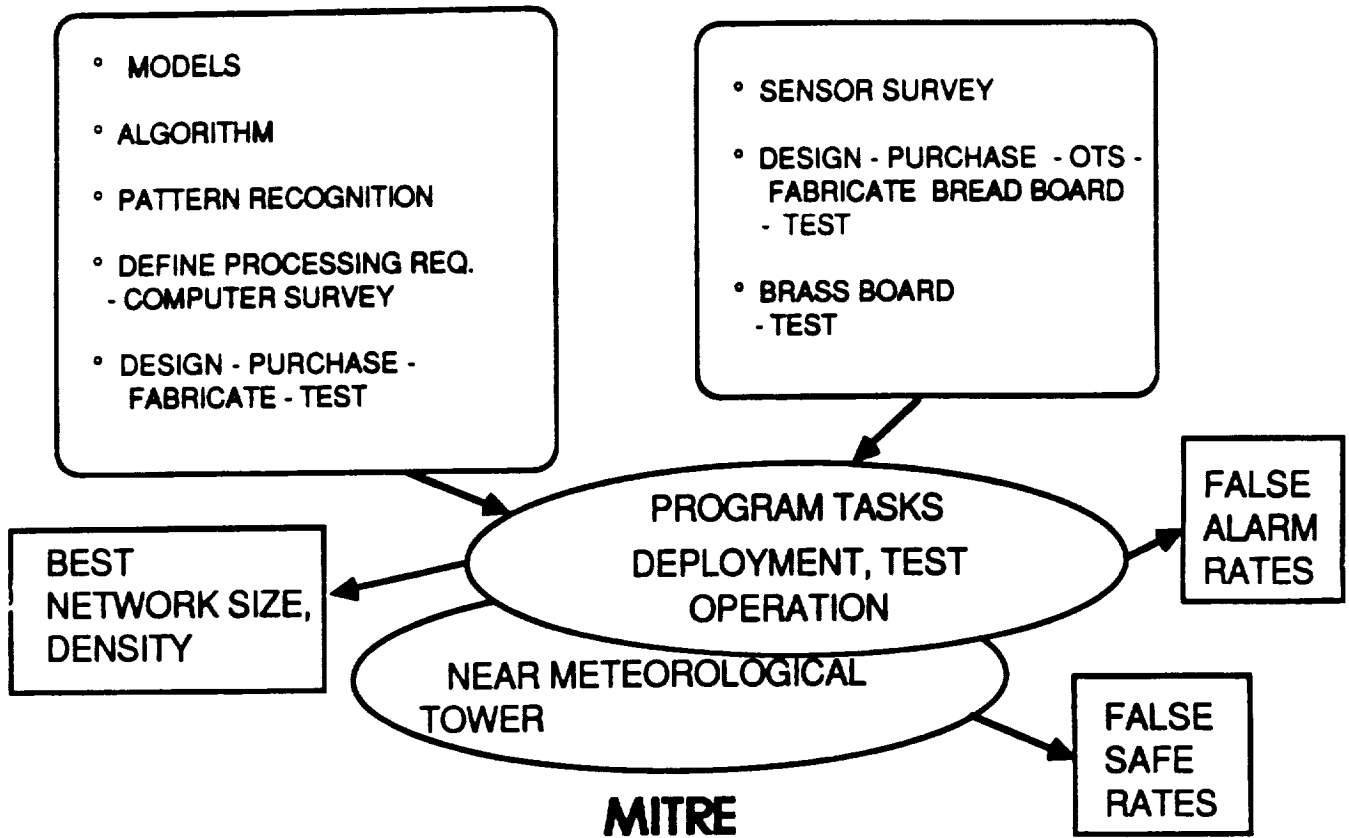 ° MODELS
° ALGORITHM
° PATTERN RECOGNITION
° DEFINE PROCESSING REQ.
- COMPUTER SURVEY
° DESIGN - PURCHASE -
FABRICATE - TEST
° SENSOR SURVEY
° DESIGN - PURCHASE - OTS -
FABRICATE BREAD BOARD
- TEST
° BRASS BOARD
- TEST
PROGRAM TASKS
DEPLOYMENT, TEST
OPERATION
FALSE
ALARM
RATES
BEST
NETWORK SIZE,
DENSITY
NEAR METEOROLOGICAL
TOWER
FALSE
SAFE
RATES
MITRE